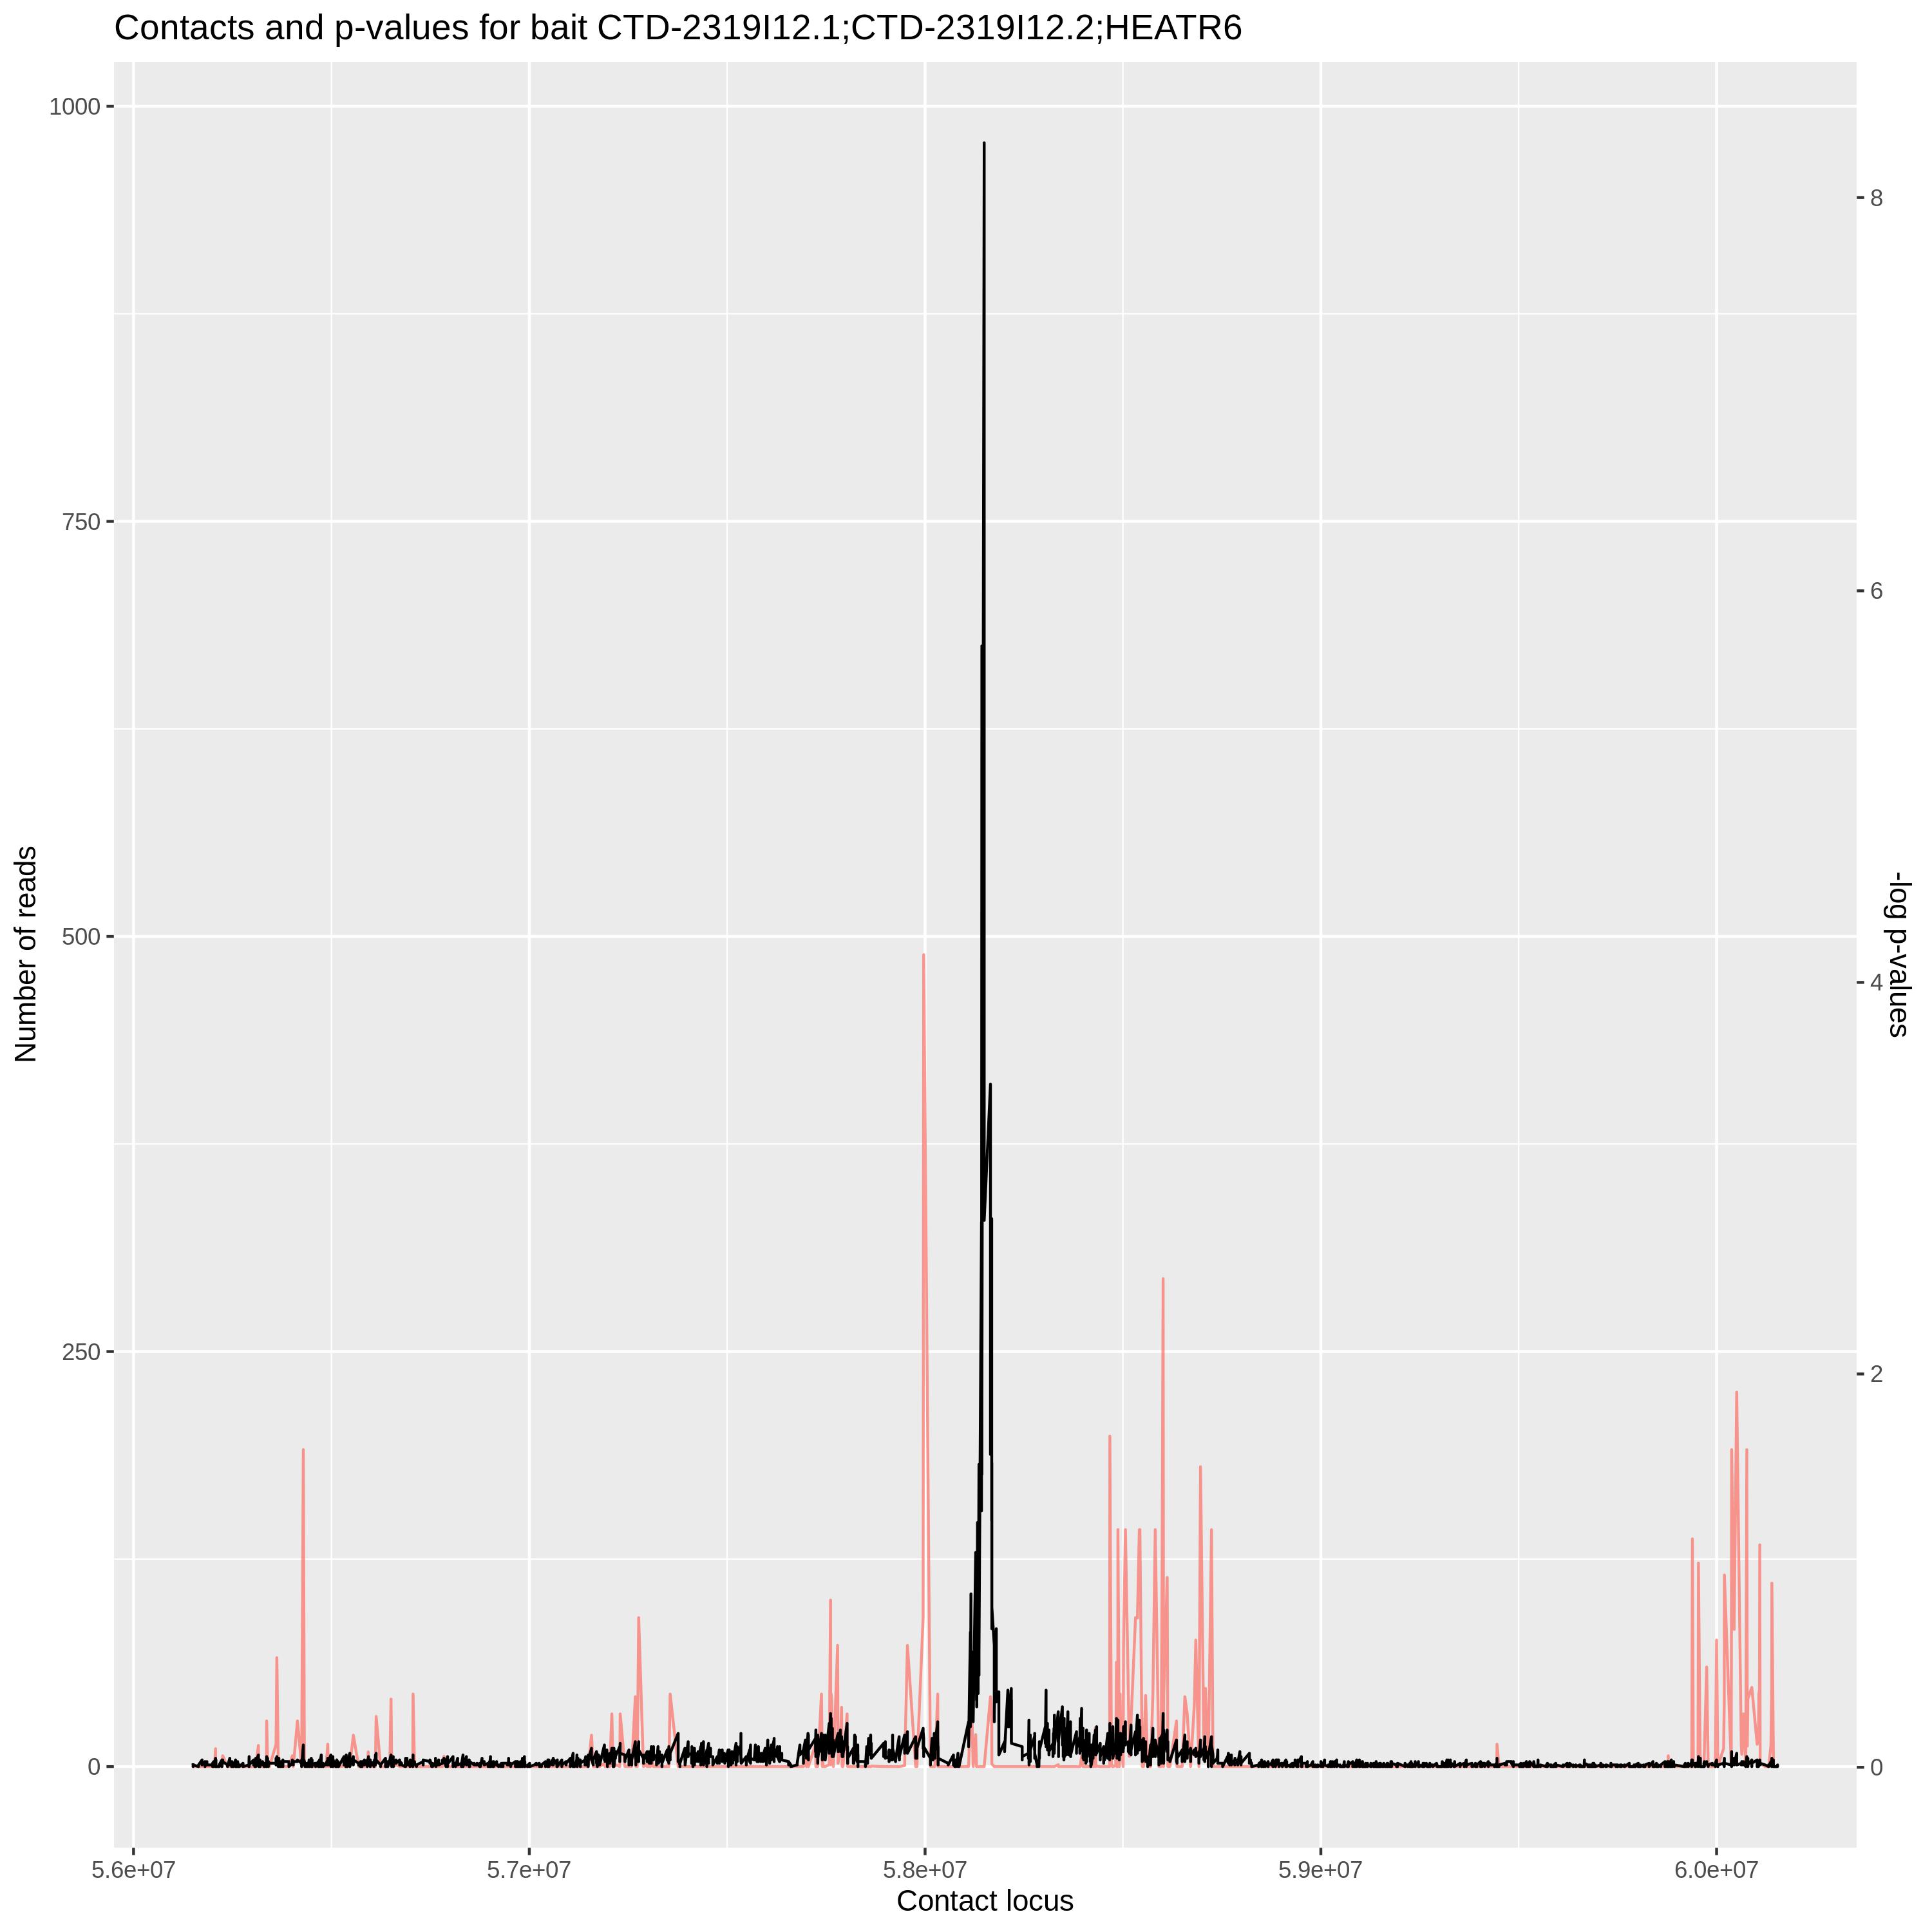 Contacts and p-values for bait CTD-2319I12.1;CTD-2319I12.2;HEATR6
1000
750
500
250
0
Number of reads
8
6
4
2
0
-log p-values
5.6e+07 5.7e+07 5.8e+07 5.9e+07 6.0e+07
Contact locus